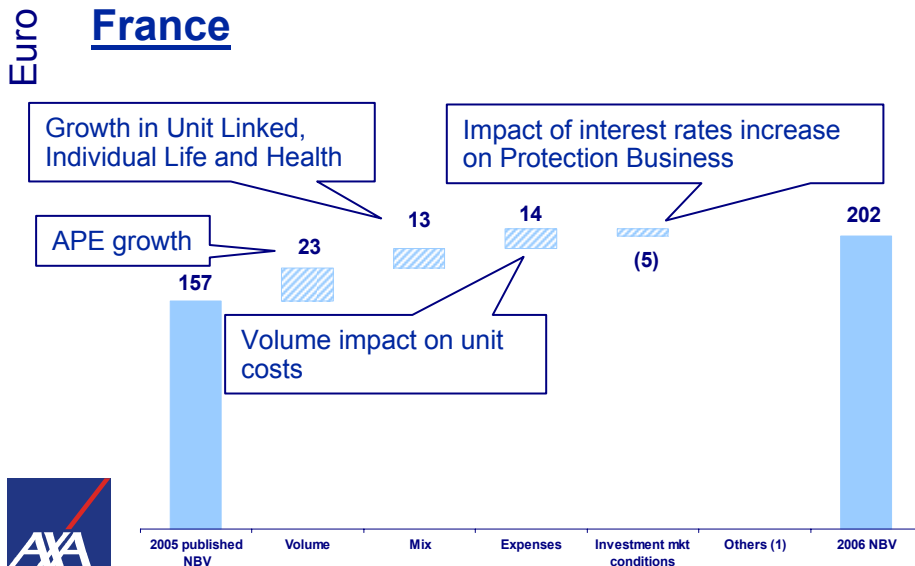 Euro
France
Growth in Unit Linked,
Individual Life and Health
Impact of interest rates increase
on Protection Business
APE growth
Volume impact on unit
costs
157
23
13
14
(5)
202
2005 published
NBV
Volume
Mix
Expenses
Investment mkt
conditions
Others (1)
2006 NBV
AXA